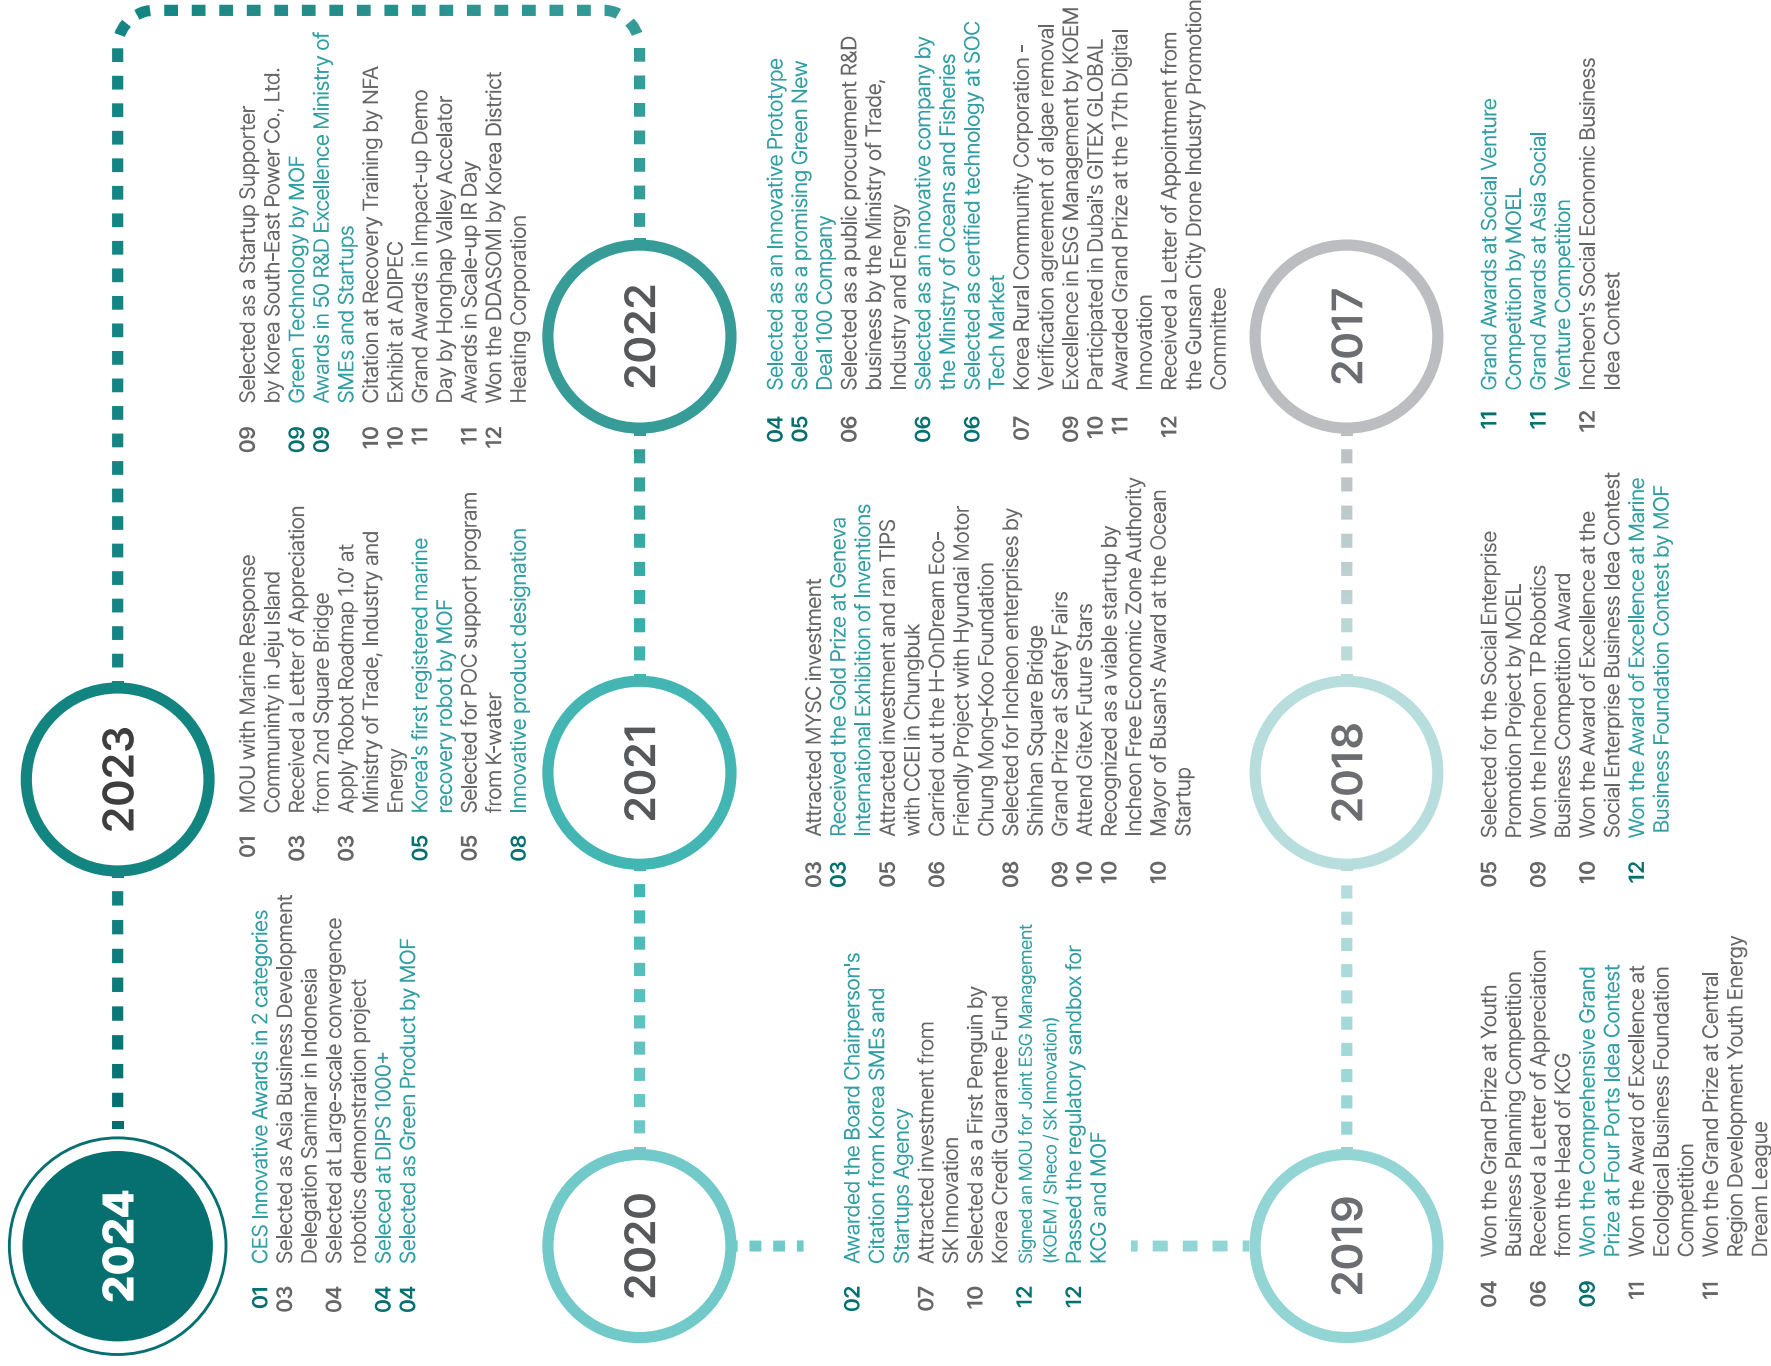 2024
01 CES Innovative Awards in 2 categories
03 Selected as Asia Business Development
Delegation Saminar in Indonesia
04 Selected at Large-scale convergence
robotics demonstration project
04 Seleced at DIPS 1000+
04 Selected as Green Product by MOF
2023
01 MOU with Marine Response
Communinty in Jeju Island
03 Received a Letter of Appreciation
from 2nd Square Bridge
03 Apply ‘Robot Roadmap 1.0’ at
Ministry of Trade, Industry and
Energy
05 Korea's first registered marine
recovery robot by MOF
05 Selected for POC support program
from K-water
08 Innovative product designation
09 Selected as a Startup Supporter
by Korea South-East Power Co., Ltd.
09 Green Technology by MOF
09 Awards in 50 R&D Excellence Ministry of
SMEs and Startups
10 Citation at Recovery Training by NFA
10 Exhibit at ADIPEC
11 Grand Awards in Impact-up Demo
Day by Honghap Valley Accelator
11 Awards in Scale-up IR Day
12 Won the DDASOMI by Korea District
Heating Corporation
2020
02 Awarded the Board Chairperson's
Citation from Korea SMEs and
Startups Agency
07 Attracted investment from
SK Innovation
10 Selected as a First Penguin by
Korea Credit Guarantee Fund
12 Signed an MOU for Joint ESG Management
(KOEM / Sheco / SK Innovation)
12 Passed the regulatory sandbox for
KCG and MOF
2021
03 Attracted MYSC investment
03 Received the Gold Prize at Geneva
International Exhibition of Inventions
05 Attracted investment and ran TIPS
with CCEI in Chungbuk
06 Carried out the H-OnDream Eco-
Friendly Project with Hyundai Motor
Chung Mong-Koo Foundation
08 Selected for Incheon enterprises by
Shinhan Square Bridge
09 Grand Prize at Safety Fairs
10 Attend Gitex Future Stars
10 Recognized as a viable startup by
Incheon Free Economic Zone Authority
10 Mayor of Busan's Award at the Ocean
Startup
2022
04 Selected as an Innovative Prototype
05 Selected as a promising Green New
Deal 100 Company
06 Selected as a public procurement R&D
business by the Ministry of Trade,
Industry and Energy
06 Selected as an innovative company by
the Ministry of Oceans and Fisheries
06 Selected as certified technology at SOC
Tech Market
07 Korea Rural Community Corporation -
Verification agreement of algae removal
09 Excellence in ESG Management by KOEM
10 Participated in Dubai's GITEX GLOBAL
11 Awarded Grand Prize at the 17th Digital
Innovation
12 Received a Letter of Appointment from
the Gunsan City Drone Industry Promotion
Committee
2019
04 Won the Grand Prize at Youth
Business Planning Competition
06 Received a Letter of Appreciation
from the Head of KCG
09 Won the Comprehensive Grand
Prize at Four Ports Idea Contest
11 Won the Award of Excellence at
Ecological Business Foundation
Competition
11 Won the Grand Prize at Central
Region Development Youth Energy
Dream League
2018
05 Selected for the Social Enterprise
Promotion Project by MOEL
09 Won the Incheon TP Robotics
Business Competition Award
10 Won the Award of Excellence at the
Social Enterprise Business Idea Contest
12 Won the Award of Excellence at Marine
Business Foundation Contest by MOF
2017
11 Grand Awards at Social Venture
Competition by MOEL
11 Grand Awards at Asia Social
Venture Competition
12 Incheon's Social Economic Business
Idea Contest